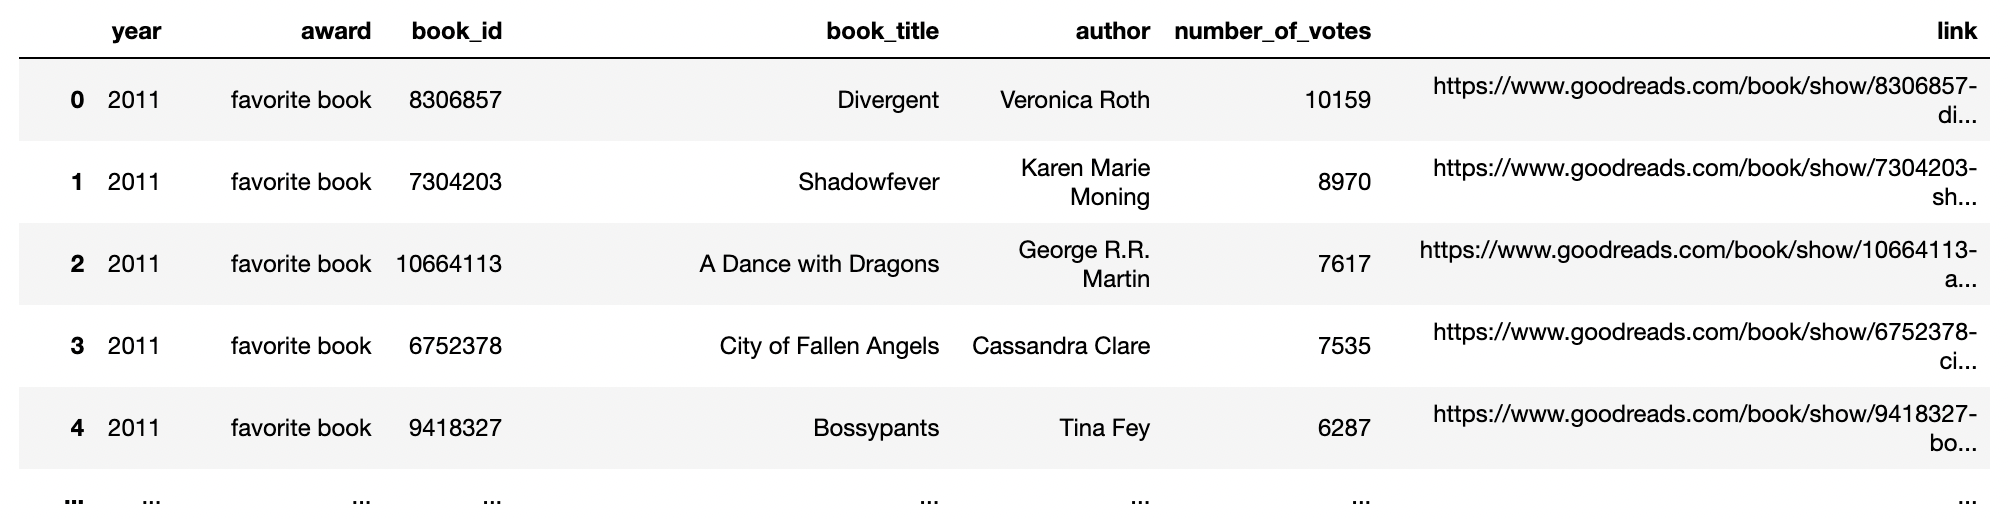 year award book_id book_title author number_of_votes link
0 2011 favorite book 8306857 Divergent Veronica Roth 10159 https://www.goodreads.com/book/show/8306857-
di...
1 2011 favorite book 7304203 Shadowfever Karen Marie Moning 8970 https://www.goodreads.com/book/show/7304203-
sh...
2 2011 favorite book 10664113 A Dance with Dragons George R.R. Martin 7617 https://www.goodreads.com/book/show/10664113-
a...
3 2011 favorite book 6752378 City of Fallen Angels Cassandra Clare 7535 https://www.goodreads.com/book/show/6752378-
ci...
4 2011 favorite book 9418327 Bossypants Tina Fey 6287 https://www.goodreads.com/book/show/9418327-
bo...
... ... ... ... ... ... ... ...